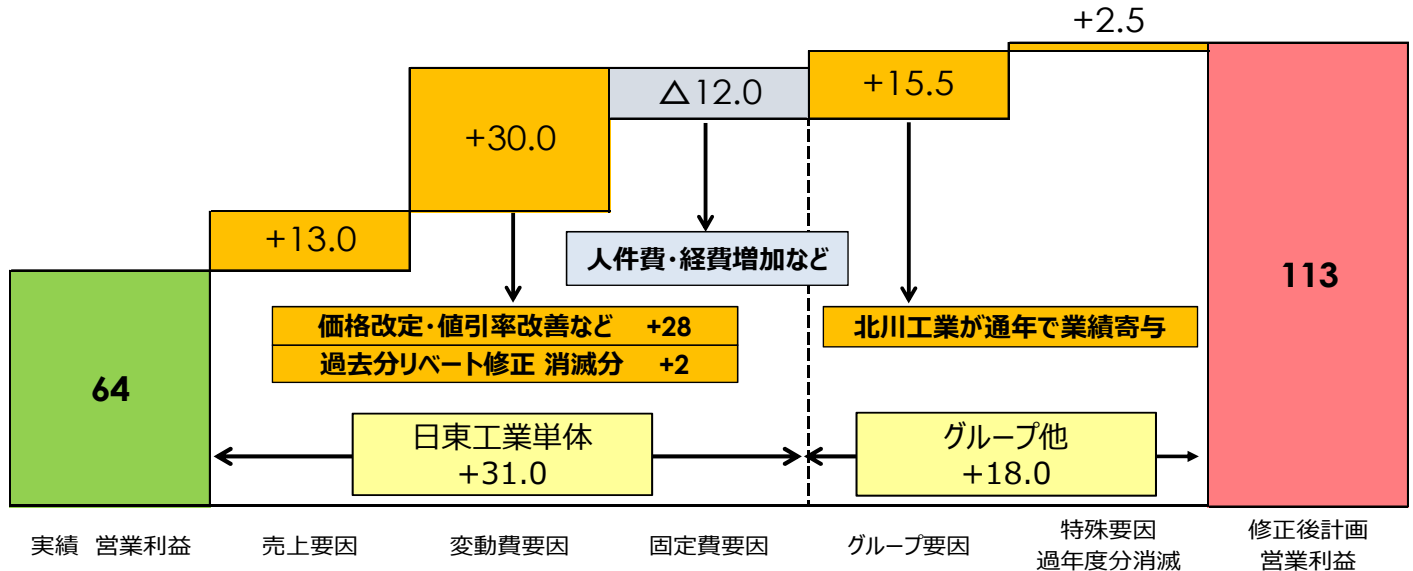 +2.5
+15.5
△12.0
+30.0
+13.0
人件費・経費増加など
113
価格改定・値引率改善など +28
過去分リベート修正 消滅分 +2
北川工業が通年で業績寄与
64
日東工業単体
+31.0
グループ他
+18.0
実績 営業利益
売上要因
変動費要因
固定費要因
グループ要因
特殊要因
過年度分消滅
修正後計画
営業利益